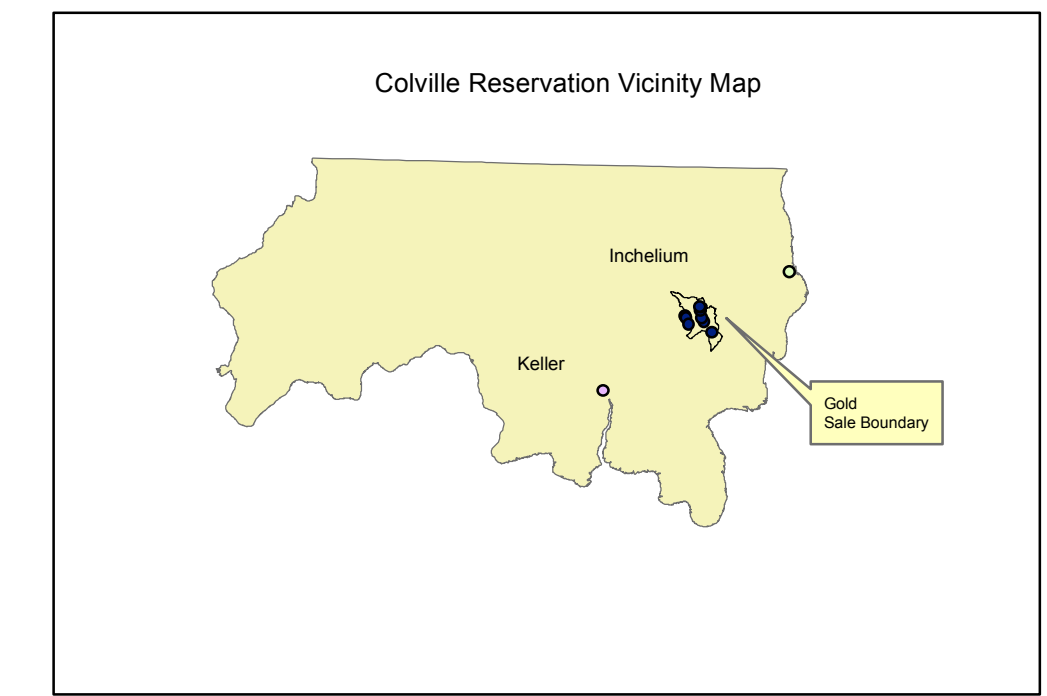 Colville Reservation Vicinity Map
Inchelium
Keller
Gold
Sale Boundary